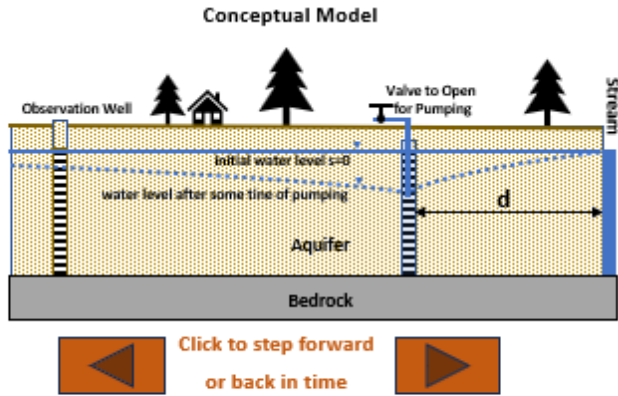 Conceptual Model
Observation Well
Valve to Open
for Pumping
Stream
initial water level s=0
water level after some tine of pumping
d
Aquifer
Bedrock
Click to step forward
or back in time